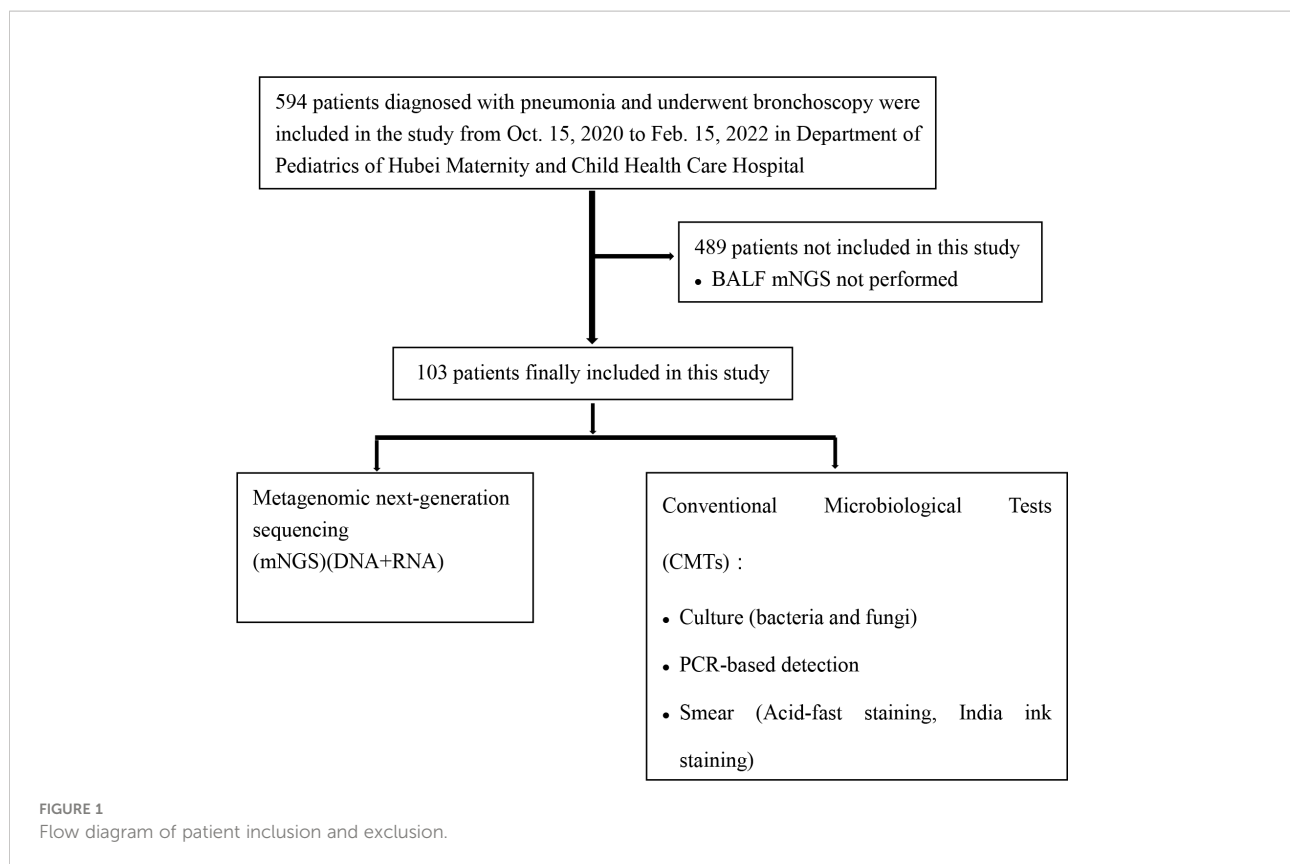 594 patients diagnosed with pneumonia and underwent bronchoscopy were
included in the study from Oct. 15, 2020 to Feb. 15, 2022 in Department of
Pediatrics of Hubei Maternity and Child Health Care Hospital
489 patients not included in this study
• BALF mNGS not performed
103 patients finally included in this study
Metagenomic next-generation
sequencing
(mNGS)(DNA+RNA)
Conventional Microbiological Tests
(CMTs) :
• Culture (bacteria and fungi)
• PCR-based detection
• Smear (Acid-fast staining, India ink
staining)
FIGURE 1
Flow diagram of patient inclusion and exclusion.